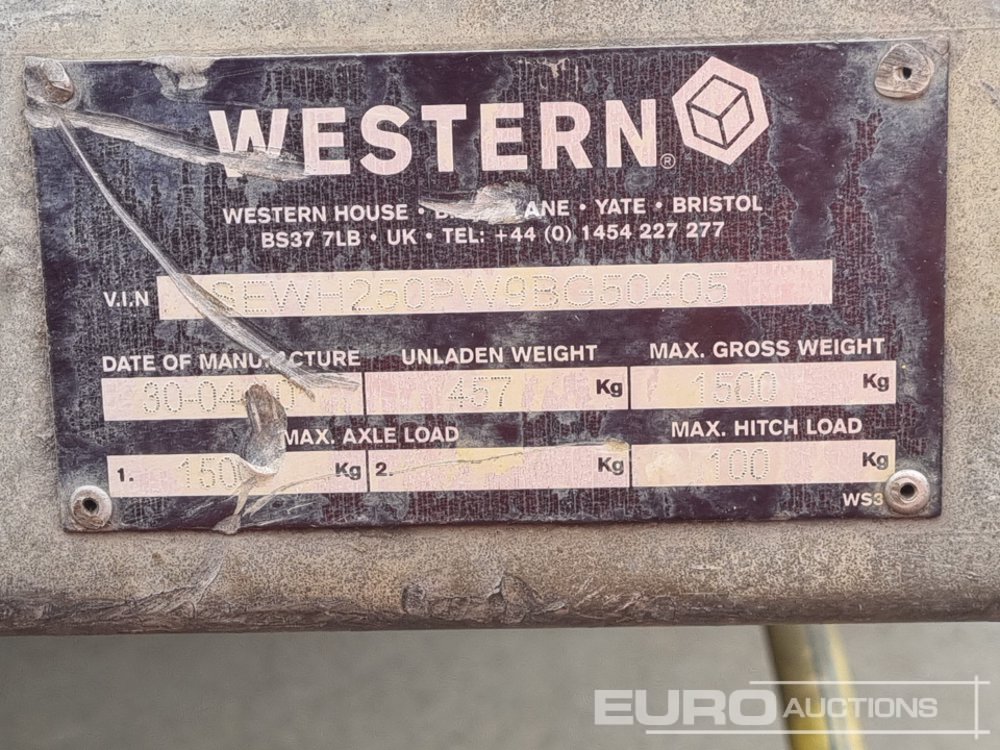 WESTERN ®
WESTERN HOUSE • • YATE • BRISTOL
BS37 7LB • UK • TEL: +44 (0) 1454 227 277
V.I.N
DATE OF MANUFACTURE UNLADEN WEIGHT MAX. GROSS WEIGHT
457 Kg 1500 Kg
MAX. AXLE LOAD MAX. HITCH LOAD
1. Kg 2. Kg 100 Kg
WS3
EURO AUCTIONS